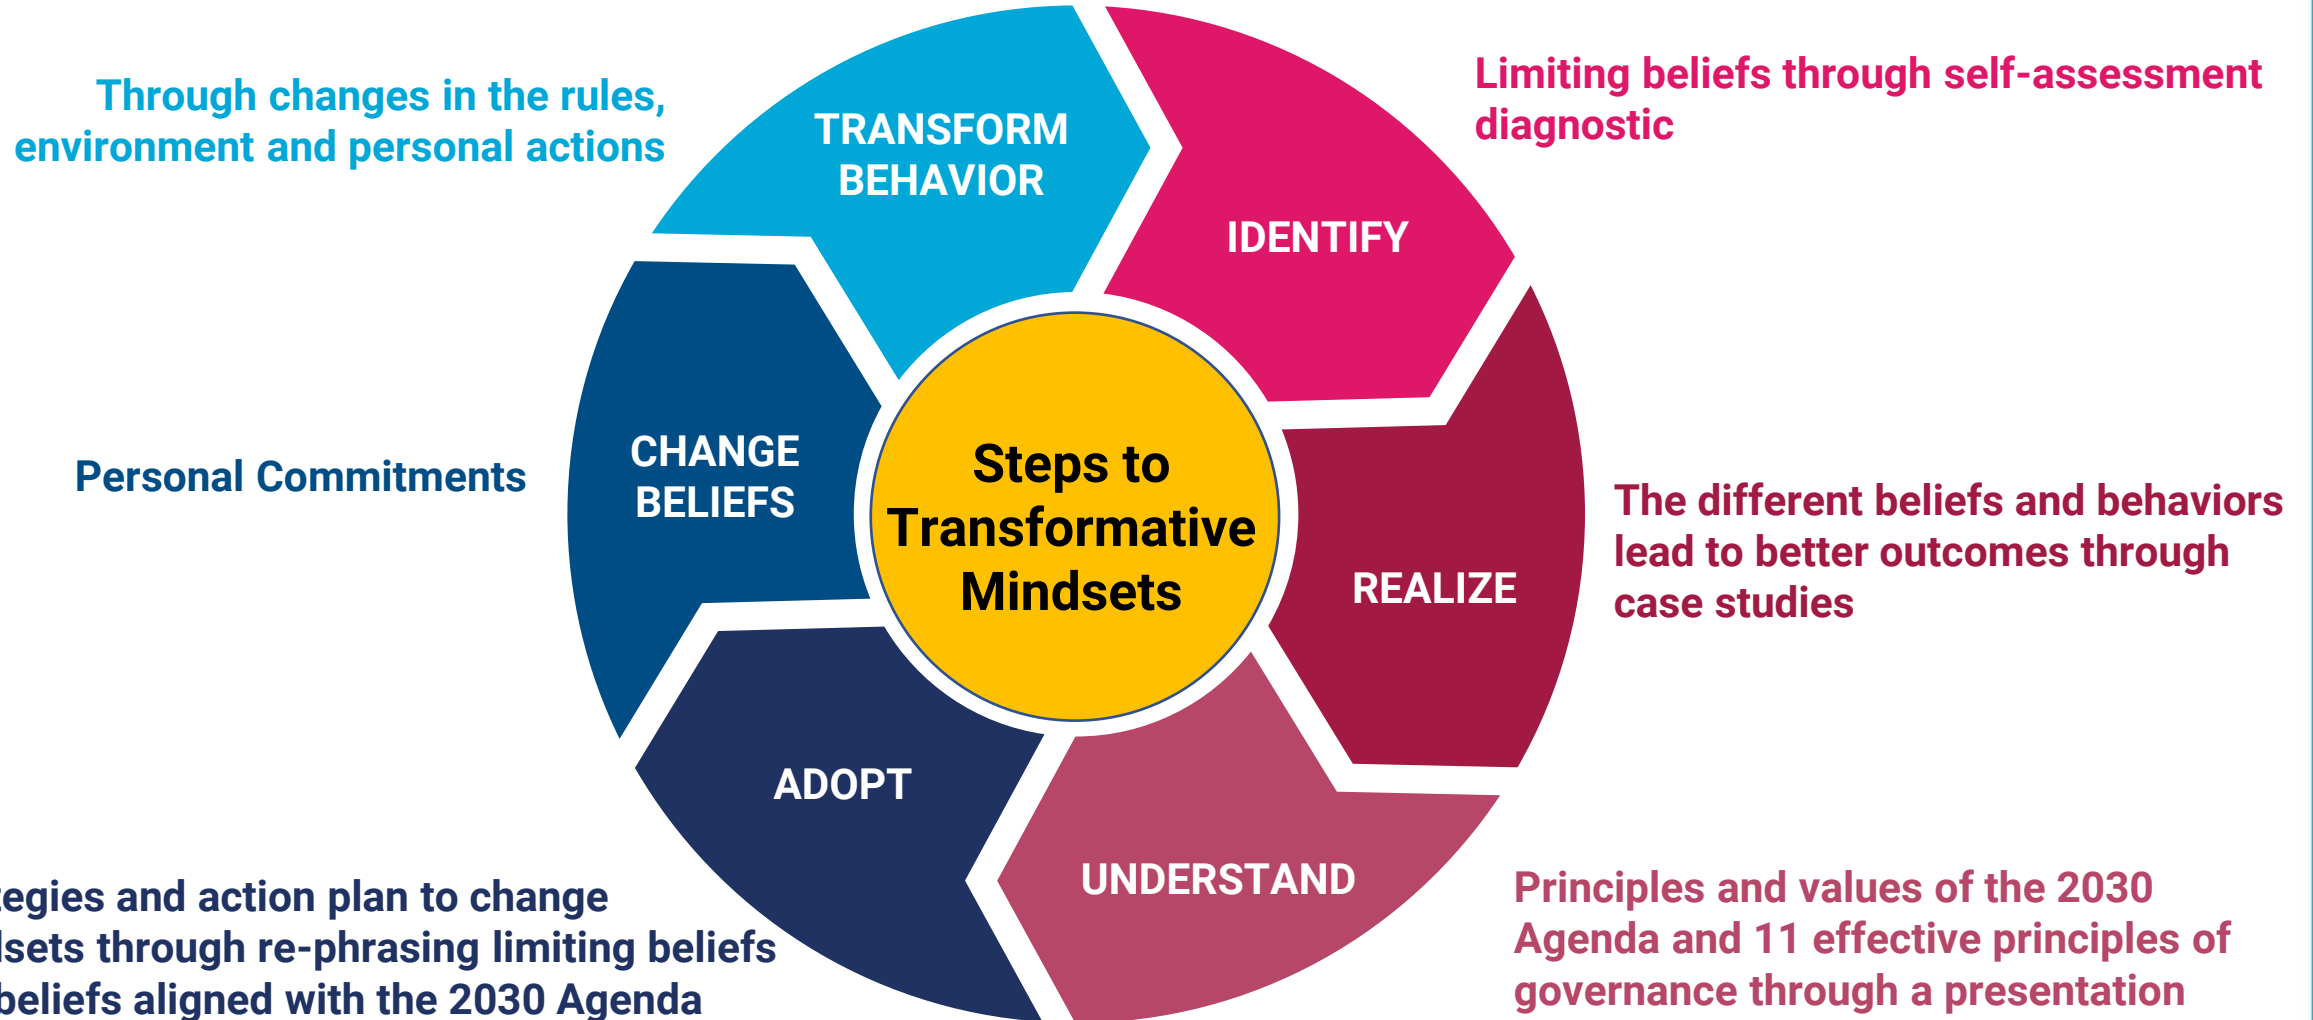 Steps to
Transformative
Mindsets
IDENTIFY
Limiting beliefs through self-assessment
diagnostic
REALIZE
The different beliefs and behaviors
lead to better outcomes through
case studies
UNDERSTAND
Principles and values of the 2030
Agenda and 11 effective principles of
governance through a presentation
ADOPT
and action plan to change
through re-phrasing limiting beliefs
beliefs aligned with the 2030 Agenda
CHANGE
BELIEFS
Personal Commitments
TRANSFORM
BEHAVIOR
Through changes in the rules,
environment and personal actions